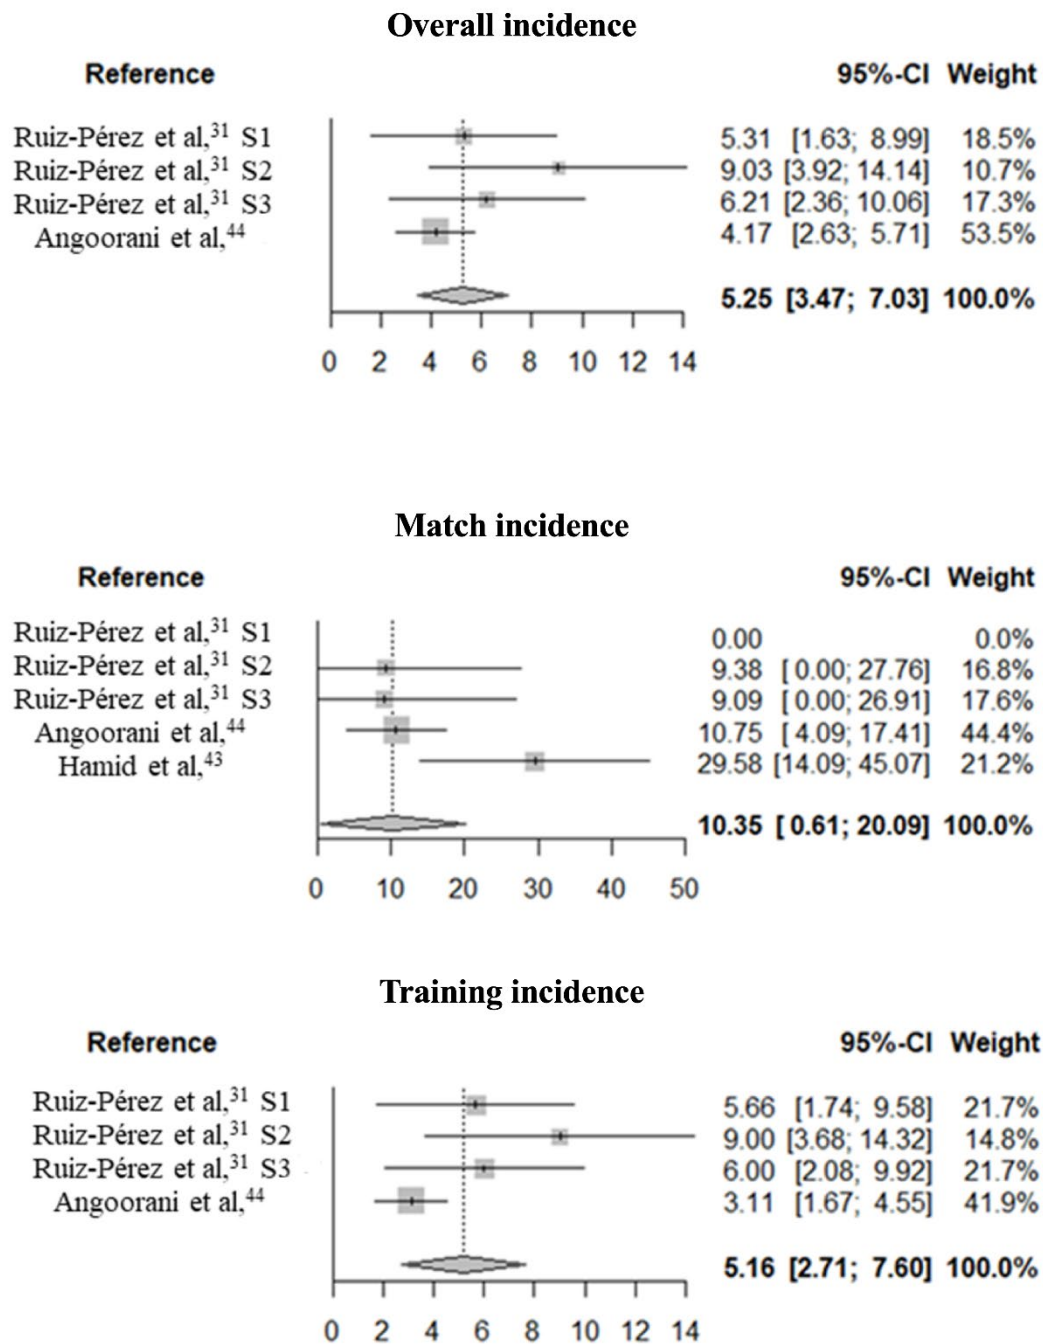 Overall incidence
Reference 95%-CI Weight
Ruiz-Pérez et al,31 S1 5.31 [1.63; 8.99] 18.5%
Ruiz-Pérez et al,31 S2 9.03 [3.92; 14.14] 10.7%
Ruiz-Pérez et al,31 S3 6.21 [2.36; 10.06] 17.3%
Angoorani et al,44 4.17 [2.63; 5.71] 53.5%
5.25 [3.47; 7.03] 100.0%
0 2 4 6 8 10 12 14
Match incidence
Reference 95%-CI Weight
Ruiz-Pérez et al,31 S1 0.00 0.0%
Ruiz-Pérez et al,31 S2 9.38 [ 0.00; 27.76] 16.8%
Ruiz-Pérez et al,31 S3 9.09 [ 0.00; 26.91] 17.6%
Angoorani et al,44 10.75 [ 4.09; 17.41] 44.4%
Hamid et al,43 29.58 [14.09; 45.07] 21.2%
10.35 [ 0.61; 20.09] 100.0%
0 10 20 30 40 50
Training incidence
Reference 95%-CI Weight
Ruiz-Pérez et al,31 S1 5.66 [1.74; 9.58] 21.7%
Ruiz-Pérez et al,31 S2 9.00 [3.68; 14.32] 14.8%
Ruiz-Pérez et al,31 S3 6.00 [2.08; 9.92] 21.7%
Angoorani et al,44 3.11 [1.67; 4.55] 41.9%
5.16 [2.71; 7.60] 100.0%
0 2 4 6 8 10 12 14